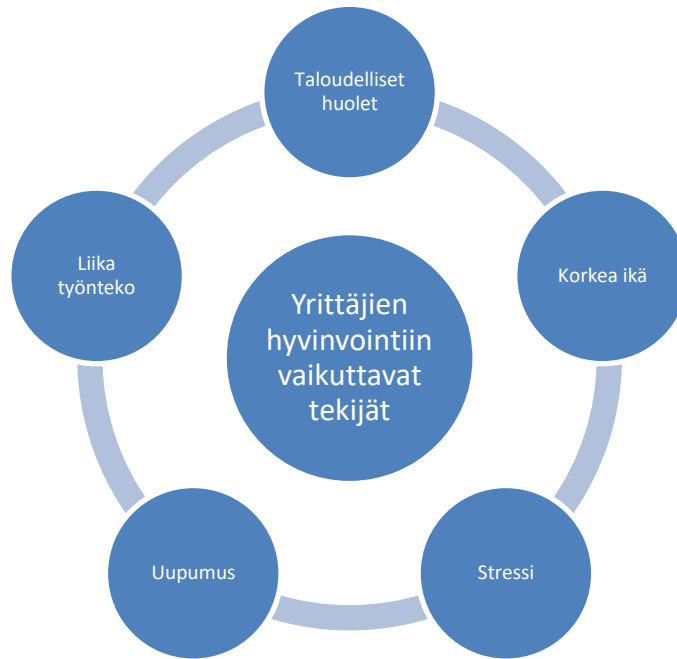 Taloudelliset
huolet
Liika
työnteko
Korkea ikä
Yrittäjien
hyvinvointiin
vaikuttavat
tekijät
Uupumus
Stressi